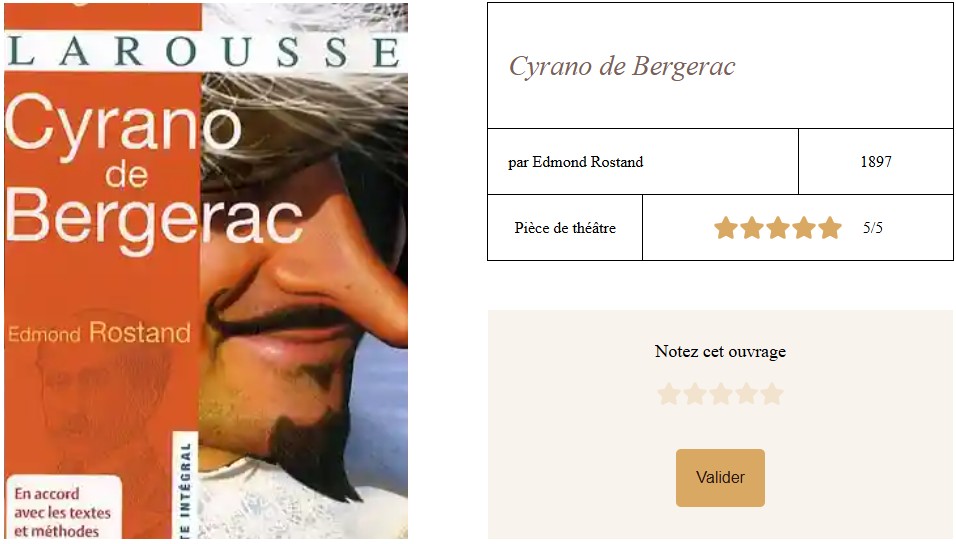 LAROUSSE
Cyrano
de
Bergerac
Edmond Rostand
TE INTÉGRAL
En accord
avec les textes
et méthodes
Cyrano de Bergerac
par Edmond Rostand
1897
Pièce de théâtre
5/5
Notez cet ouvrage
Valider